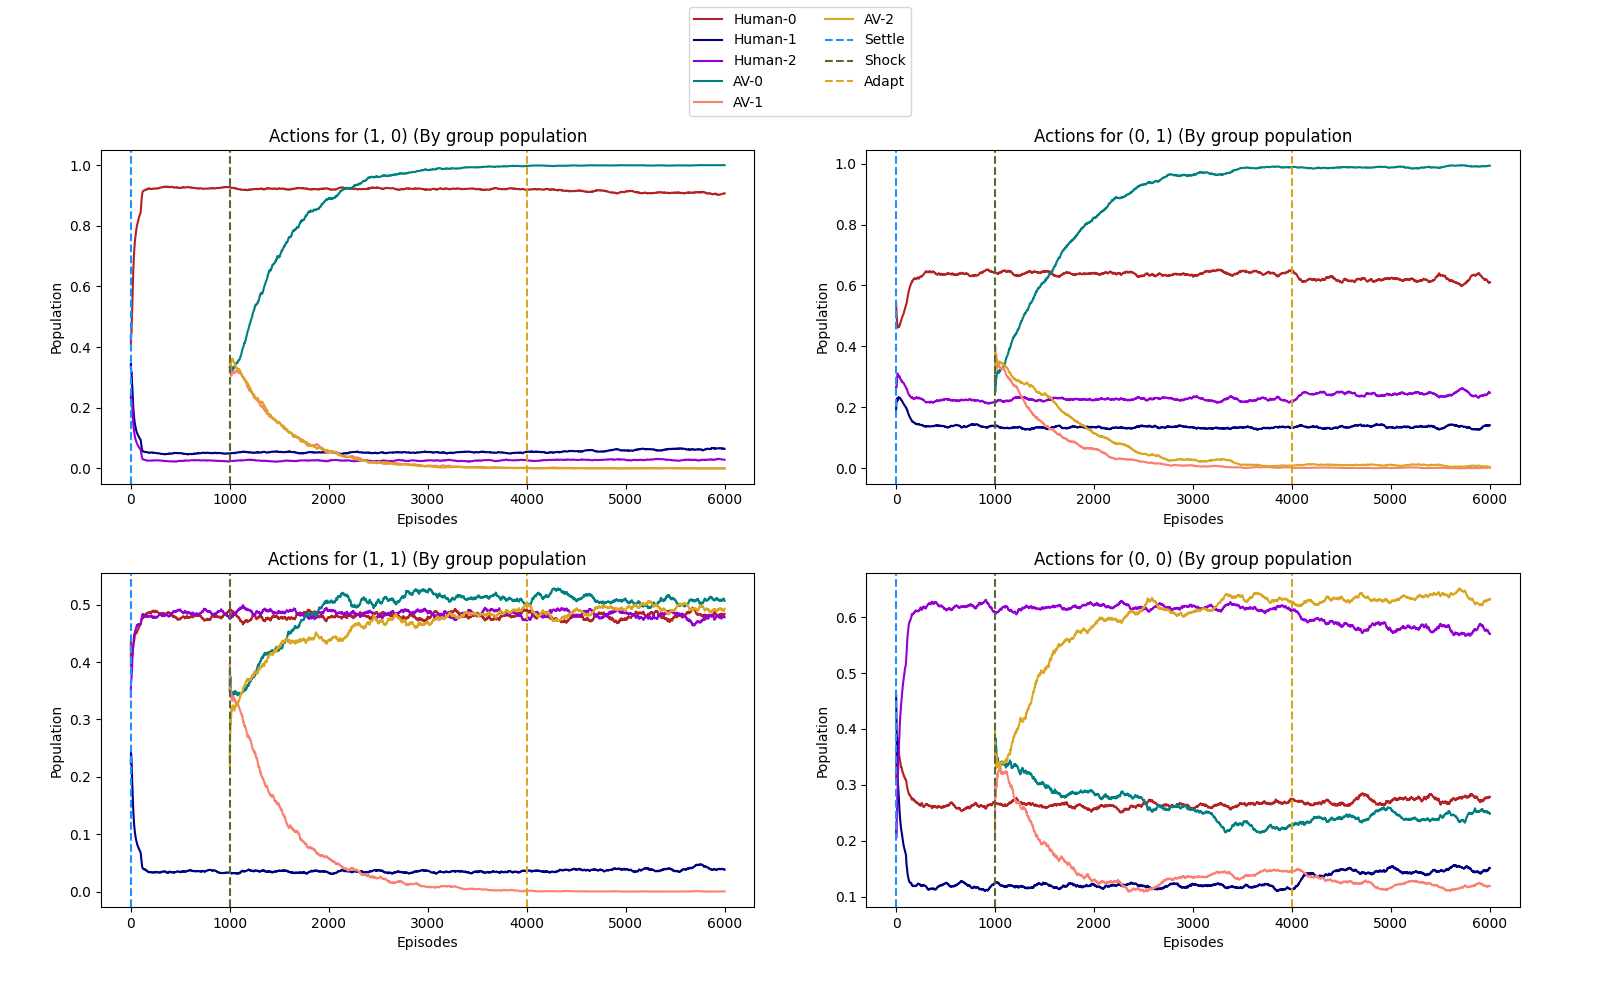 Human-0
Human-1
Human-2
AV-0
AV-1
AV-2
Settle
Shock
Adapt
Actions for (1, 0) (By group population
Population
1.0
0.8
0.6
0.4
0.2
0.0
0 1000 2000 3000 4000 5000 6000
Episodes
Actions for (0, 1) (By group population
Population
1.0
0.8
0.6
0.4
0.2
0.0
0 1000 2000 3000 4000 5000 6000
Episodes
Actions for (1, 1) (By group population
Population
0.5
0.4
0.3
0.2
0.1
0.0
0 1000 2000 3000 4000 5000 6000
Episodes
Actions for (0, 0) (By group population
Population
0.6
0.5
0.4
0.3
0.2
0.1
0 1000 2000 3000 4000 5000 6000
Episodes